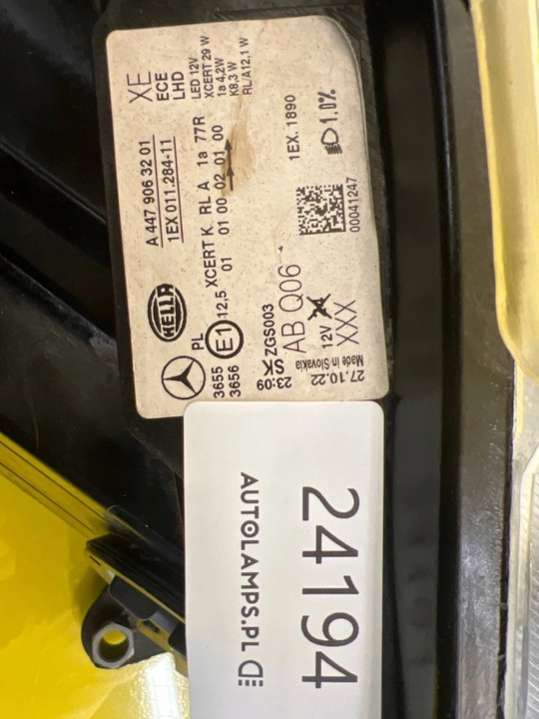 HELLA
A 447 906 32 01
1EX 011.284-11
XE
ECE
LHD
LED 12V
XCERT 29 W
1a 4,2W
K8,3 W
RL/A12,1 W
PL
3655
3656
E1
12,5
XCERT K RL A 1a 77R
01 01 00 02 01 00
SK
ZGS003
AB Q06
12V
XXX
1EX. 1890
1.0%
00041247
23:09
27.10.22
Made in Slovakia
24194
AUTOLAMPS.PL